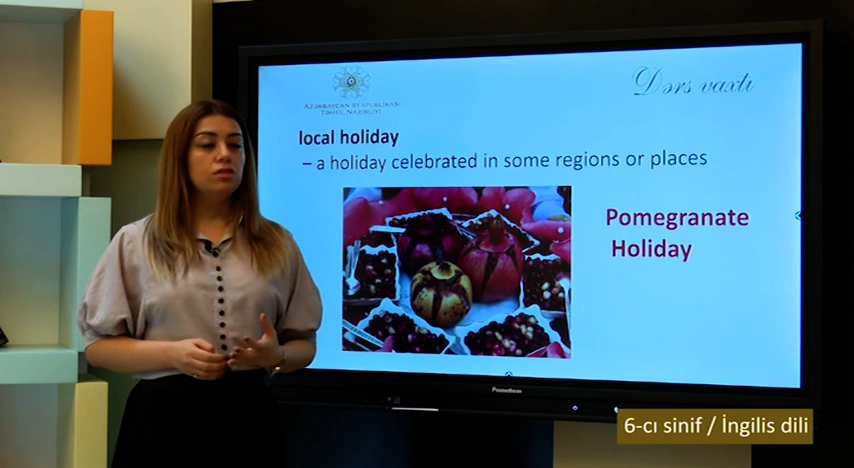 AZƏRBAYCAN RESPUBLİKASI
TƏHSİL NAZİRLİYİ
Dərs vaxtı
local holiday
– a holiday celebrated in some regions or places
Pomegranate
Holiday
Promethean
6-cı sinif / İngilis dili